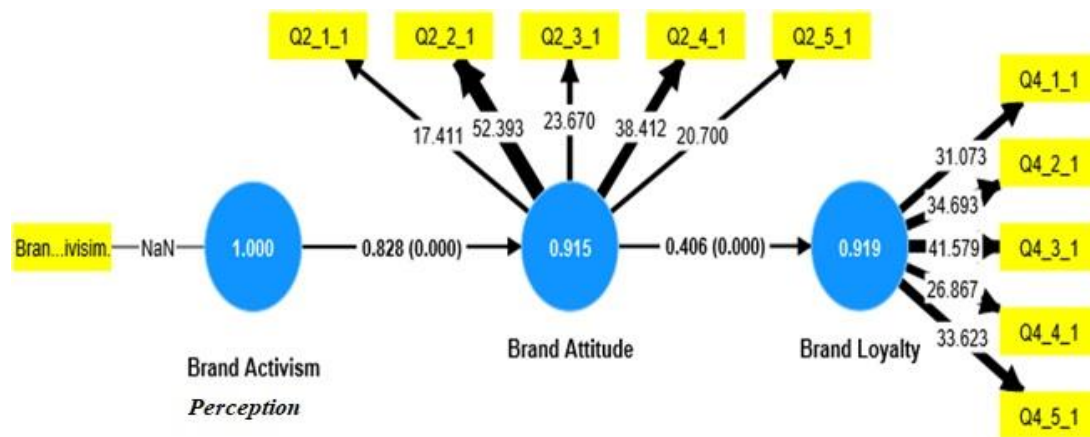 Q2_1_1 Q2_2_1 Q2_3_1 Q2_4_1 Q2_5_1
17.411 52.393 23.670 38.412 20.700
Bran...ivisim. NaN 1.000 0.828 (0.000) 0.915 0.406 (0.000) 0.919
Brand Activism
Perception
Brand Attitude
Brand Loyalty
31.073 Q4_1_1
34.693 Q4_2_1
41.579 Q4_3_1
26.867 Q4_4_1
33.623 Q4_5_1